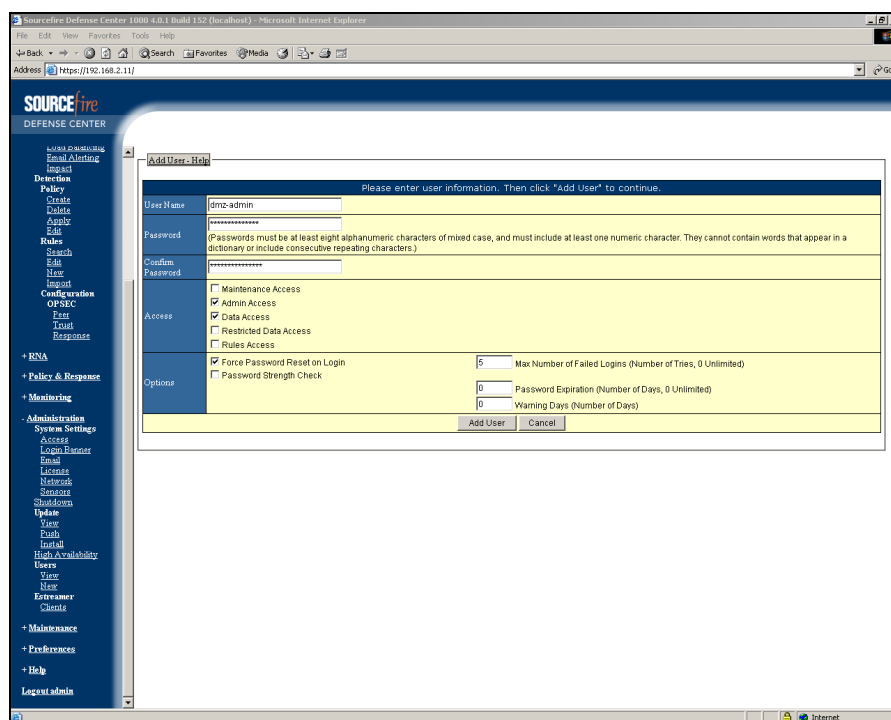 Sourcefire Defense Center 1000 4.0.1 Build 152 (localhost) - Microsoft Internet Explorer
File Edit View Favorites Tools Help
Back Search Favorites Media
Address https://192.168.2.11/ Go
SOURCEfire
DEFENSE CENTER
Load Balancing
Email Alerting
Impact
Detection
Policy
Create
Delete
Apply
Edit
Rules
Search
Edit
New
Import
Configuration
OPSEC
Peer
Trust
Response
+ RNA
+ Policy & Response
+ Monitoring
- Administration
System Settings
Access
Login Banner
Email
License
Network
Sensors
Shutdown
Update
View
Push
Install
High Availability
Users
View
New
Estreamer
Clients
+ Maintenance
+ Preferences
+ Help
Logout admin
Add User - Help
Please enter user information. Then click "Add User" to continue.
User Name dmz-admin
Password **************
(Passwords must be at least eight alphanumeric characters of mixed case, and must include at least one numeric character. They cannot contain words that appear in a
dictionary or include consecutive repeating characters.)
Confirm
Password **************
Access
Maintenance Access
Admin Access
Data Access
Restricted Data Access
Rules Access
Options
Force Password Reset on Login
Password Strength Check
5 Max Number of Failed Logins (Number of Tries, 0 Unlimited)
0 Password Expiration (Number of Days, 0 Unlimited)
0 Warning Days (Number of Days)
Add User Cancel
Internet